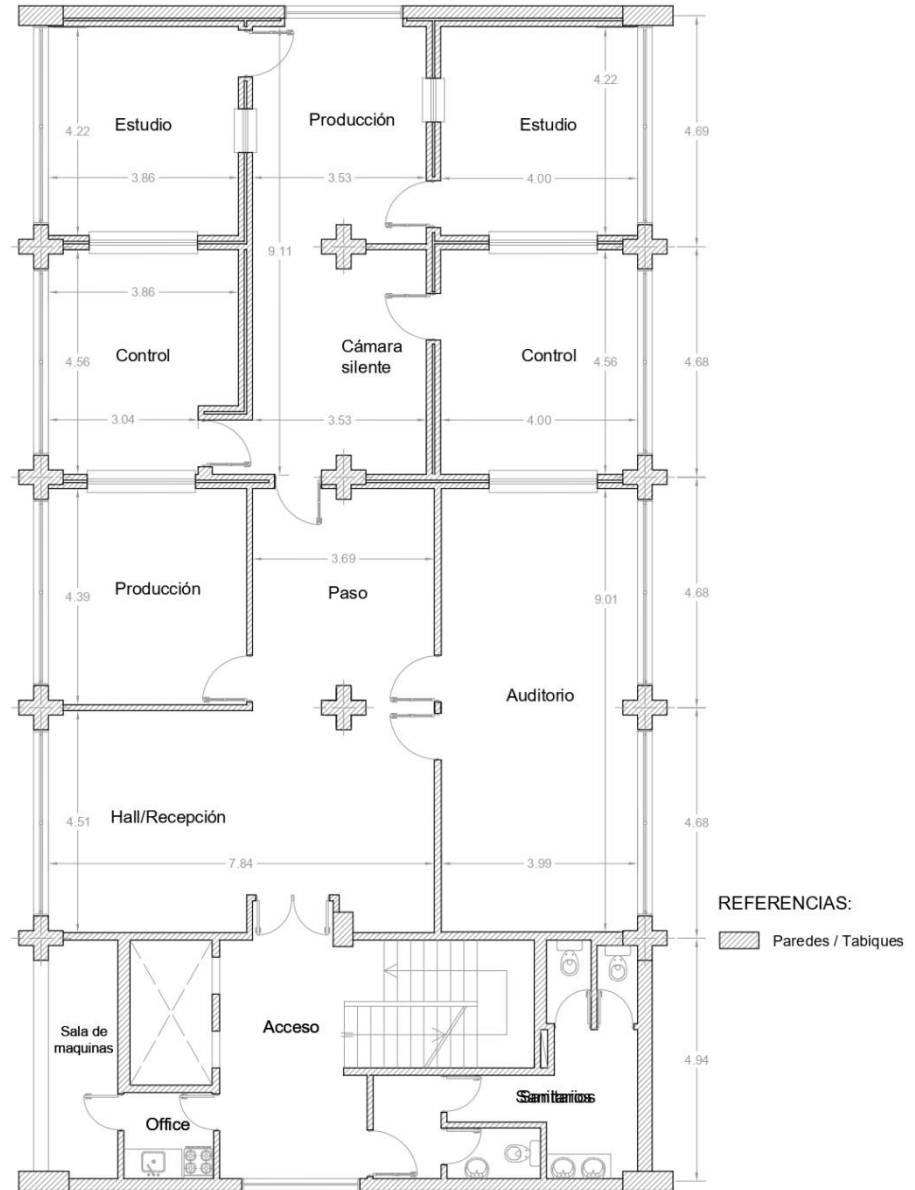 4.22
4.22
Estudio
Producción
Estudio
4.69
3.86
3.53
4.00
9.11
3.86
4.56
Control
Cámara
silente
Control
4.56
4.68
3.04
3.53
4.00
3.69
4.39
Producción
Paso
9.01
4.68
Auditorio
4.51
Hall/Recepción
4.68
7.84
3.99
REFERENCIAS:
Paredes / Tabiques
Acceso
Sala de
maquinas
4.94
Sanitarios
Office